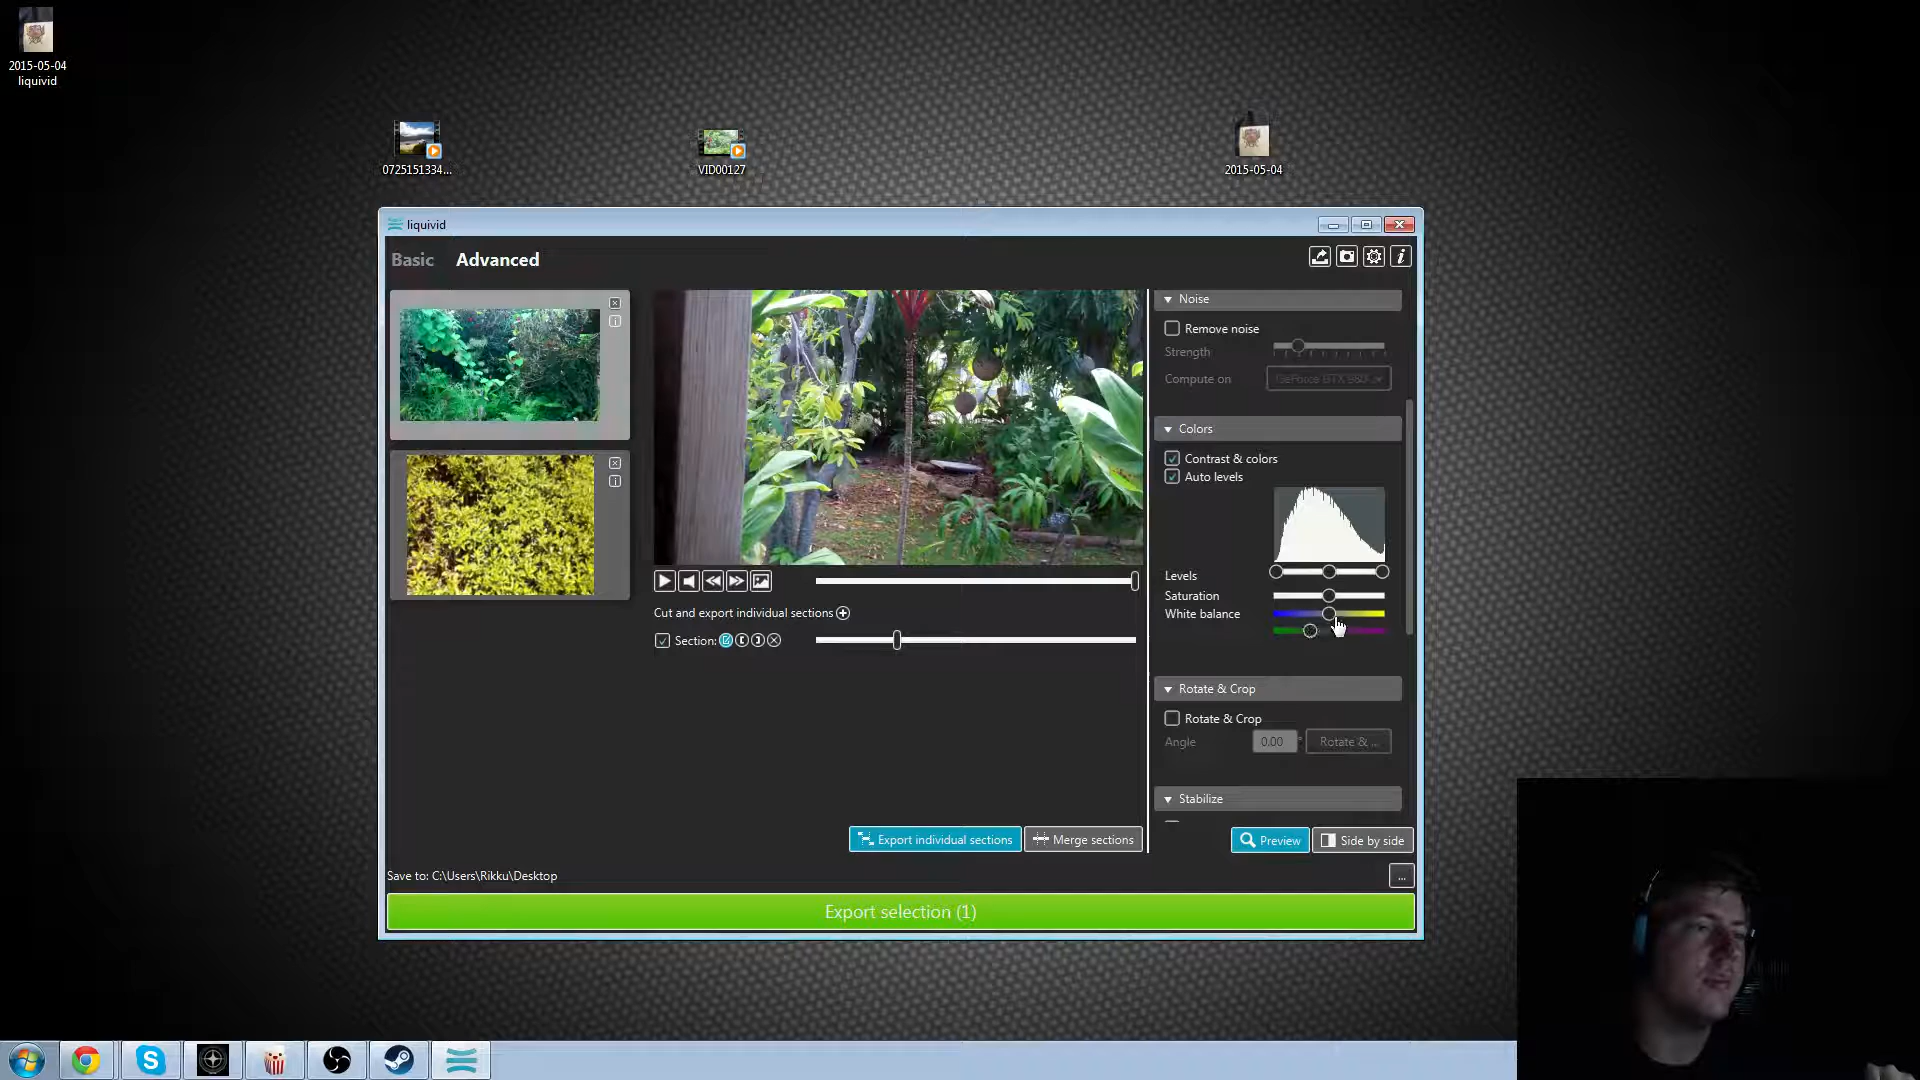 2015-05-04
liquivid
0725151334...
VID00127
2015-05-04
liquivid
Basic
Advanced
Noise
Remove noise
Strength
Compute on
Colors
Contrast & colors
Auto levels
Levels
Saturation
White balance
Cut and export individual sections
Section:
Rotate & Crop
Rotate & Crop
Angle 0.00 ° Rotate & ...
Stabilize
Export individual sections
Merge sections
Preview
Side by side
Save to: C:\Users\Rikku\Desktop
...
Export selection (1)